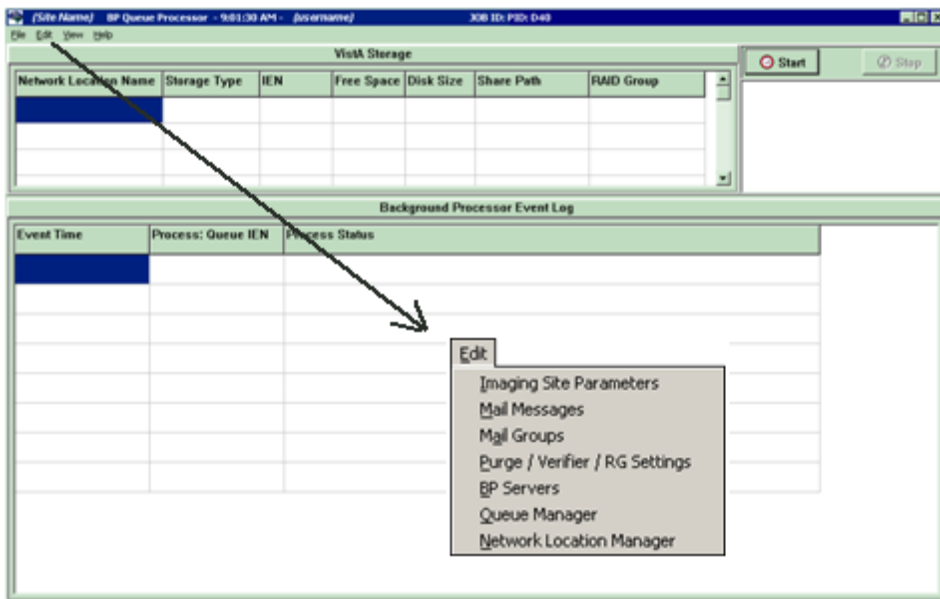 (Site Name) BP Queue Processor - 9:01:30 AM - (username) JOB ID: PID: D40
File Edit View Help
VistA Storage
Start
Stop
Network Location Name Storage Type IEN Free Space Disk Size Share Path RAID Group
Background Processor Event Log
Event Time Process: Queue IEN Process Status
Edit
Imaging Site Parameters
Mail Messages
Mail Groups
Purge / Verifier / RG Settings
BP Servers
Queue Manager
Network Location Manager